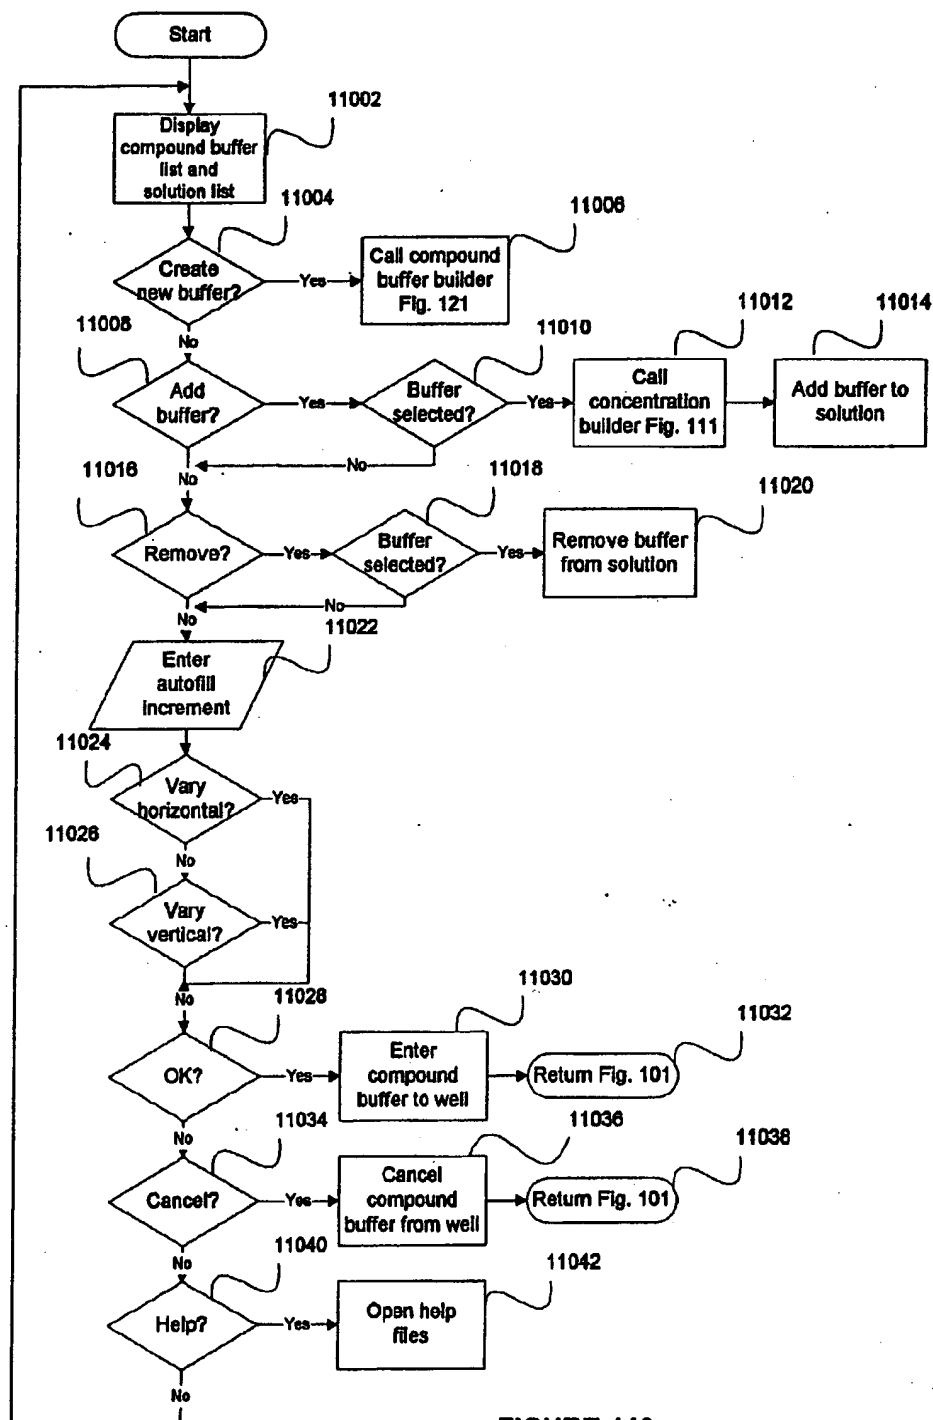 Start
11002
Display
compound buffer
list and
solution list
11004
11006
Create
new buffer?
Yes
Call compound
buffer builder
Fig. 121
No
11008
11010
11012
11014
Add
buffer?
Yes
Buffer
selected?
Yes
Call
concentration
builder Fig. 111
Add buffer to
solution
No
No
11016
11018
11020
Remove?
Yes
Buffer
selected?
Yes
Remove buffer
from solution
No
No
11022
Enter
autofill
increment
11024
Vary
horizontal?
Yes
No
11026
Vary
vertical?
Yes
No
11028
11030
11032
OK?
Yes
Enter
compound
buffer to well
Return Fig. 101
No
11034
11036
11038
Cancel?
Yes
Cancel
compound
buffer from well
Return Fig. 101
No
11040
11042
Help?
Yes
Open help
files
No